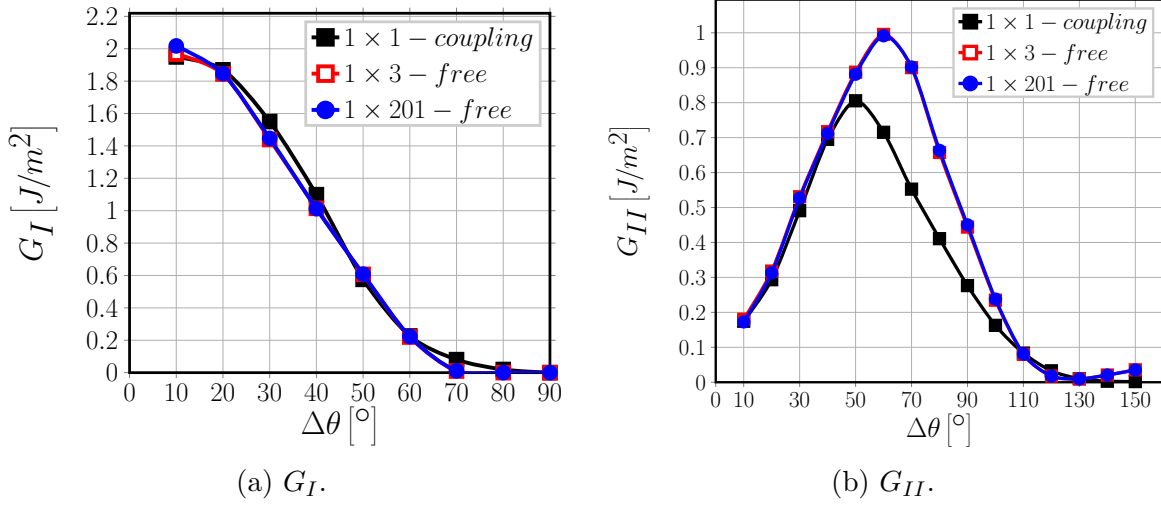 2.2
2
1.8
1.6
1.4
1.2
1
0.8
0.6
0.4
0.2
0
G_I [J/m²]
1 × 1 − coupling
1 × 3 − free
1 × 201 − free
0 10 20 30 40 50 60 70 80 90
Δθ [°]
(a) G_I.
1.1
1
0.9
0.8
0.7
0.6
0.5
0.4
0.3
0.2
0.1
0
G_II [J/m²]
1 × 1 − coupling
1 × 3 − free
1 × 201 − free
0 10 30 50 70 90 110 130 150
Δθ [°]
(b) G_II.